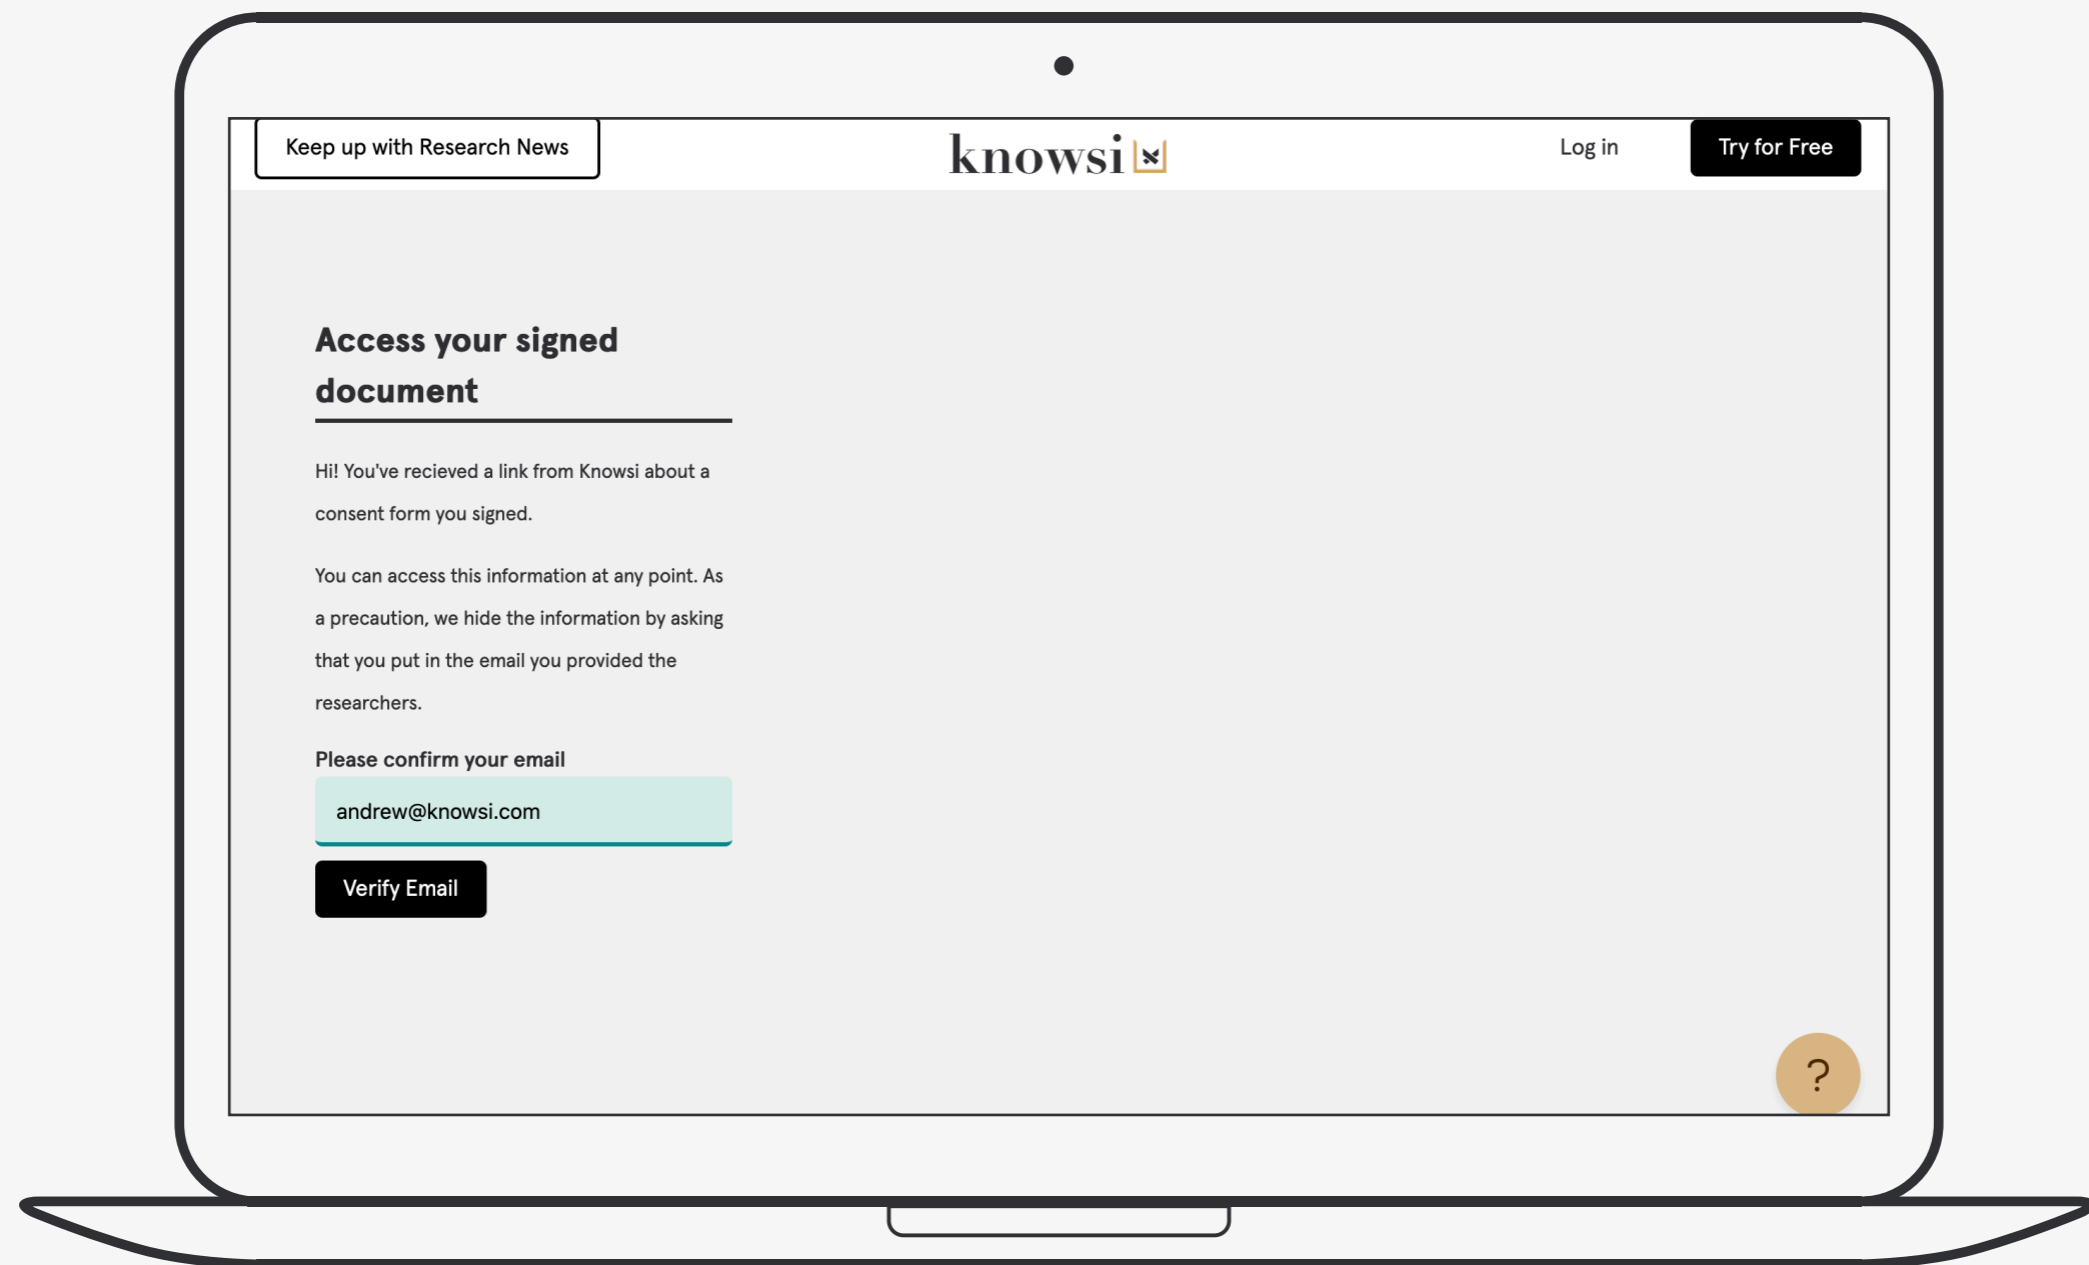 Keep up with Research News
knowsi
Log in
Try for Free
Access your signed
document
Hi! You've recieved a link from Knowsi about a
consent form you signed.
You can access this information at any point. As
a precaution, we hide the information by asking
that you put in the email you provided the
researchers.
Please confirm your email
andrew@knowsi.com
Verify Email
?